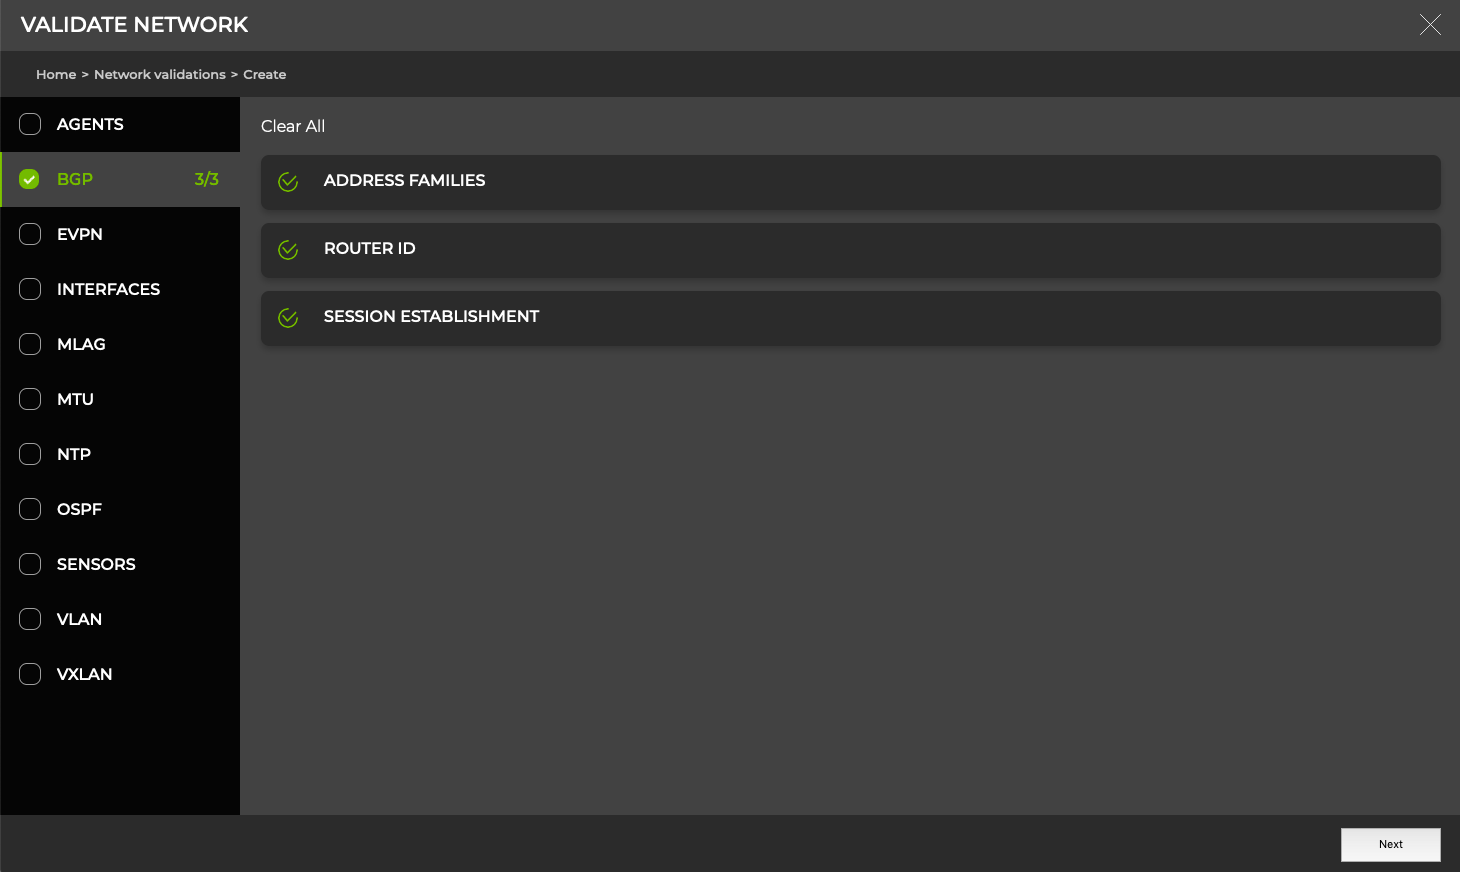 VALIDATE NETWORK
Home > Network validations > Create
AGENTS
BGP 3/3
EVPN
INTERFACES
MLAG
MTU
NTP
OSPF
SENSORS
VLAN
VXLAN
Clear All
ADDRESS FAMILIES
ROUTER ID
SESSION ESTABLISHMENT
Next